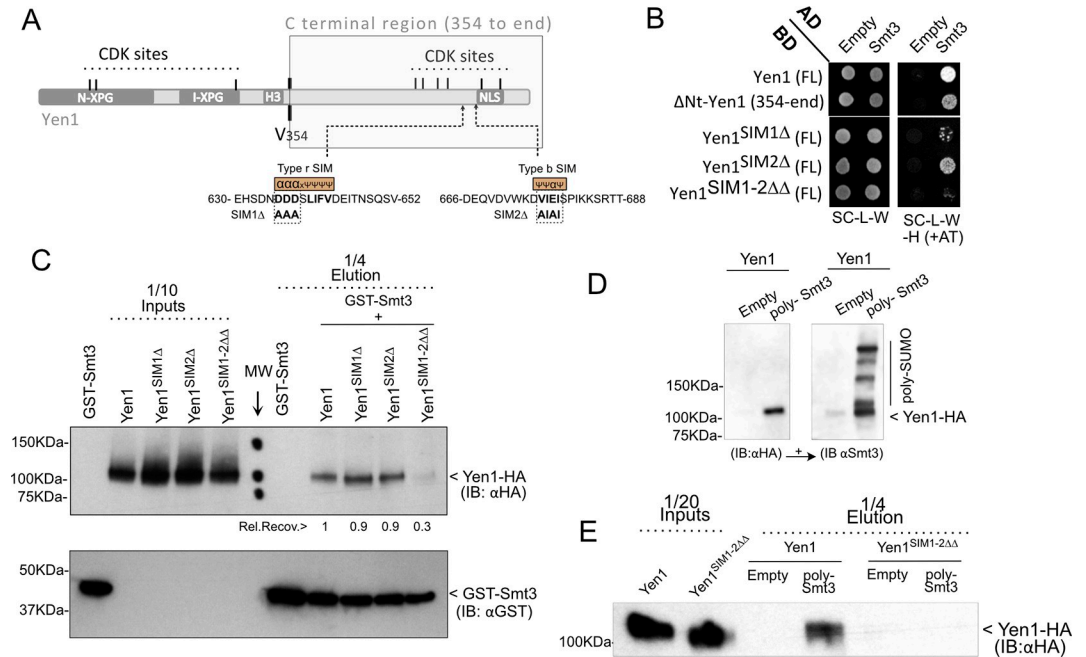 A
C terminal region (354 to end)
CDK sites
CDK sites
N-XPG
I-XPG
H3
NLS
Yen1
V354
Type r SIM
αααxΨΨΨΨ
630- EHSDNDDDSLIFVDEITNSQSV-652
SIM1Δ AAA
Type b SIM
ΨΨαΨ
666-DEQVDVWKDVIEISPIKKSRTT-688
SIM2Δ AIAI
B
AD
BD
Empty
Smt3
Empty
Smt3
Yen1 (FL)
ΔNt-Yen1 (354-end)
Yen1SIM1Δ (FL)
Yen1SIM2Δ (FL)
Yen1SIM1-2ΔΔ (FL)
SC-L-W
SC-L-W
-H (+AT)
C
1/10
Inputs
1/4
Elution
GST-Smt3
+
GST-Smt3
Yen1
Yen1SIM1Δ
Yen1SIM2Δ
Yen1SIM1-2ΔΔ
MW
GST-Smt3
Yen1
Yen1SIM1Δ
Yen1SIM2Δ
Yen1SIM1-2ΔΔ
150KDa-
100KDa-
75KDa-
< Yen1-HA
(IB: αHA)
Rel.Recov.> 1 0.9 0.9 0.3
50KDa-
37KDa-
< GST-Smt3
(IB: αGST)
D
Yen1
Yen1
Empty
poly- Smt3
Empty
poly- Smt3
150KDa-
100KDa-
75KDa-
poly-SUMO
< Yen1-HA
(IB:αHA) + (IB αSmt3)
E
1/20
Inputs
1/4
Elution
Yen1
Yen1SIM1-2ΔΔ
Yen1
Yen1SIM1-2ΔΔ
Empty
poly-
Smt3
Empty
poly-
Smt3
100KDa-
< Yen1-HA
(IB:αHA)